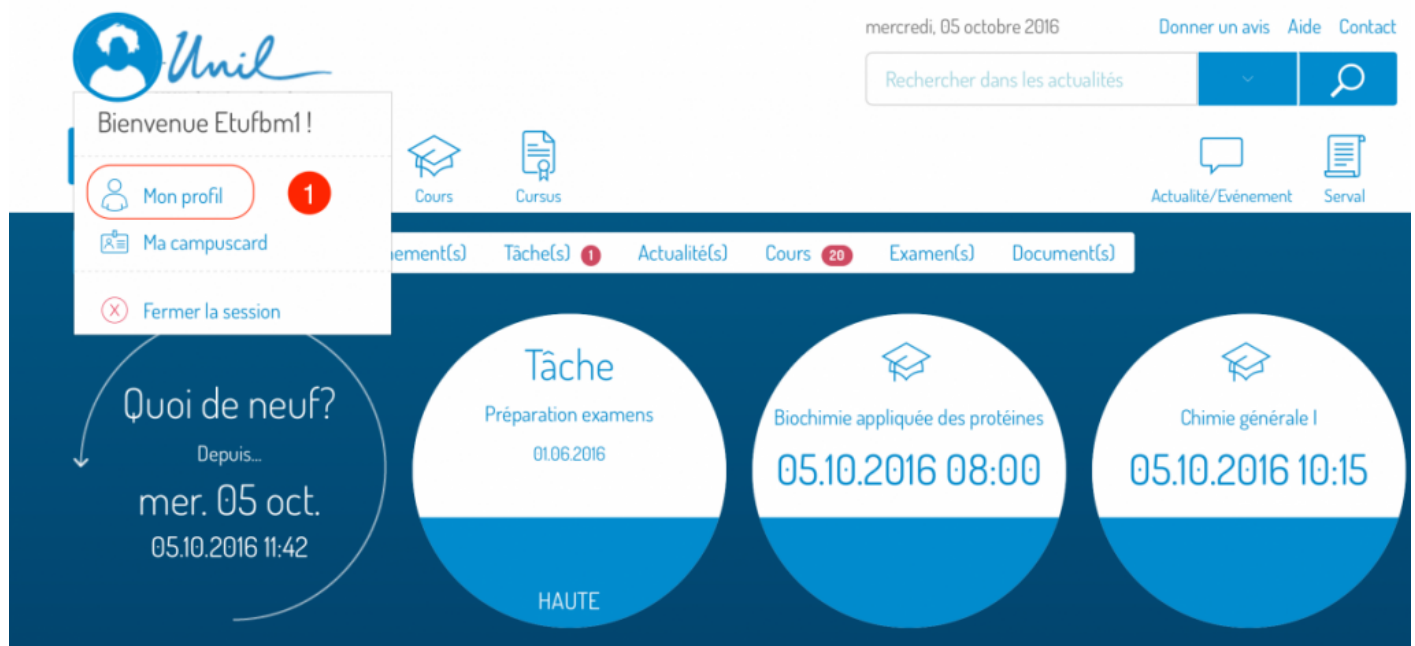 mercredi, 05 octobre 2016
Donner un avis Aide Contact
Unil
Rechercher dans les actualités
Bienvenue Etufbm1 !
Mon profil
1
Ma campuscard
Fermer la session
Cours
Cursus
Actualité/Evénement
Serval
Tâche(s) 1
Actualité(s)
Cours 20
Examen(s)
Document(s)
Quoi de neuf?
Depuis...
mer. 05 oct.
05.10.2016 11:42
Tâche
Préparation examens
01.06.2016
HAUTE
Biochimie appliquée des protéines
05.10.2016 08:00
Chimie générale I
05.10.2016 10:15